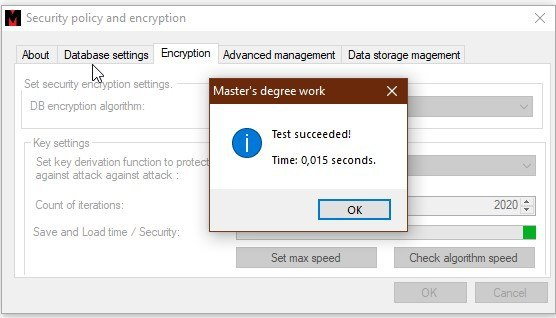 Security policy and encryption
About
Database settings
Encryption
Advanced management
Data storage magement
Set security encryption settings.
DB encryption algorithm:
Master's degree work
Test succeeded!
Time: 0,015 seconds.
OK
Key settings
Set key derivation function to protect
against attack against attack :
Count of iterations:
2020
Save and Load time / Security:
Set max speed
Check algorithm speed
OK
Cancel